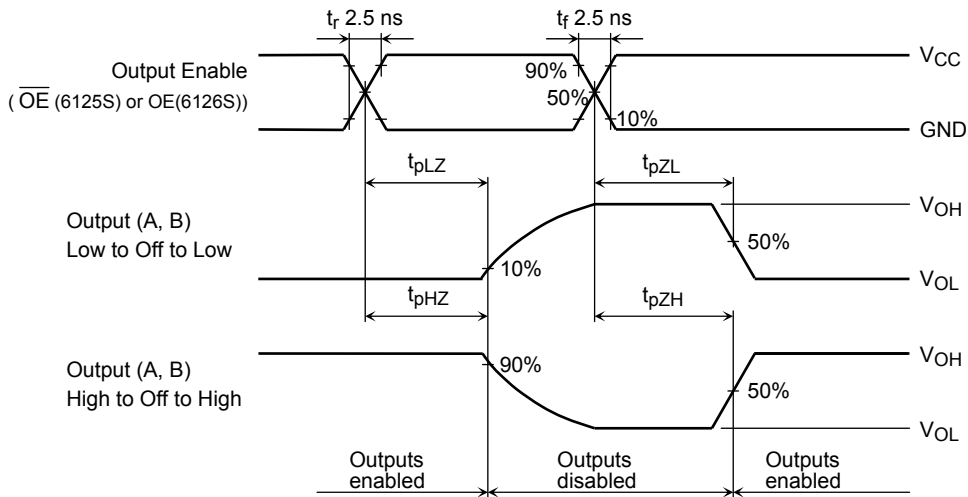 tr 2.5 ns
tf 2.5 ns
Output Enable
( OE (6125S) or OE(6126S))
90%
50%
10%
VCC
GND
tpLZ
tpZL
Output (A, B)
Low to Off to Low
10%
50%
VOH
VOL
tpHZ
tpZH
Output (A, B)
High to Off to High
90%
50%
VOH
VOL
Outputs
enabled
Outputs
disabled
Outputs
enabled